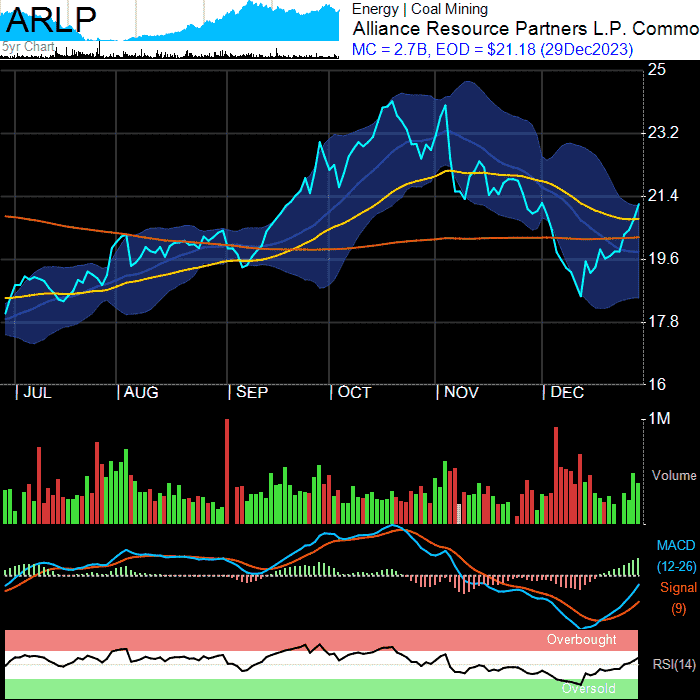 ARLP
5yr Chart
Energy | Coal Mining
Alliance Resource Partners L.P. Commo
MC = 2.7B, EOD = $21.18 (29Dec2023)
25
23.2
21.4
19.6
17.8
16
| JUL | AUG | SEP | OCT | NOV | DEC
1M
Volume
MACD
(12-26)
Signal
(9)
Overbought
RSI(14)
Oversold